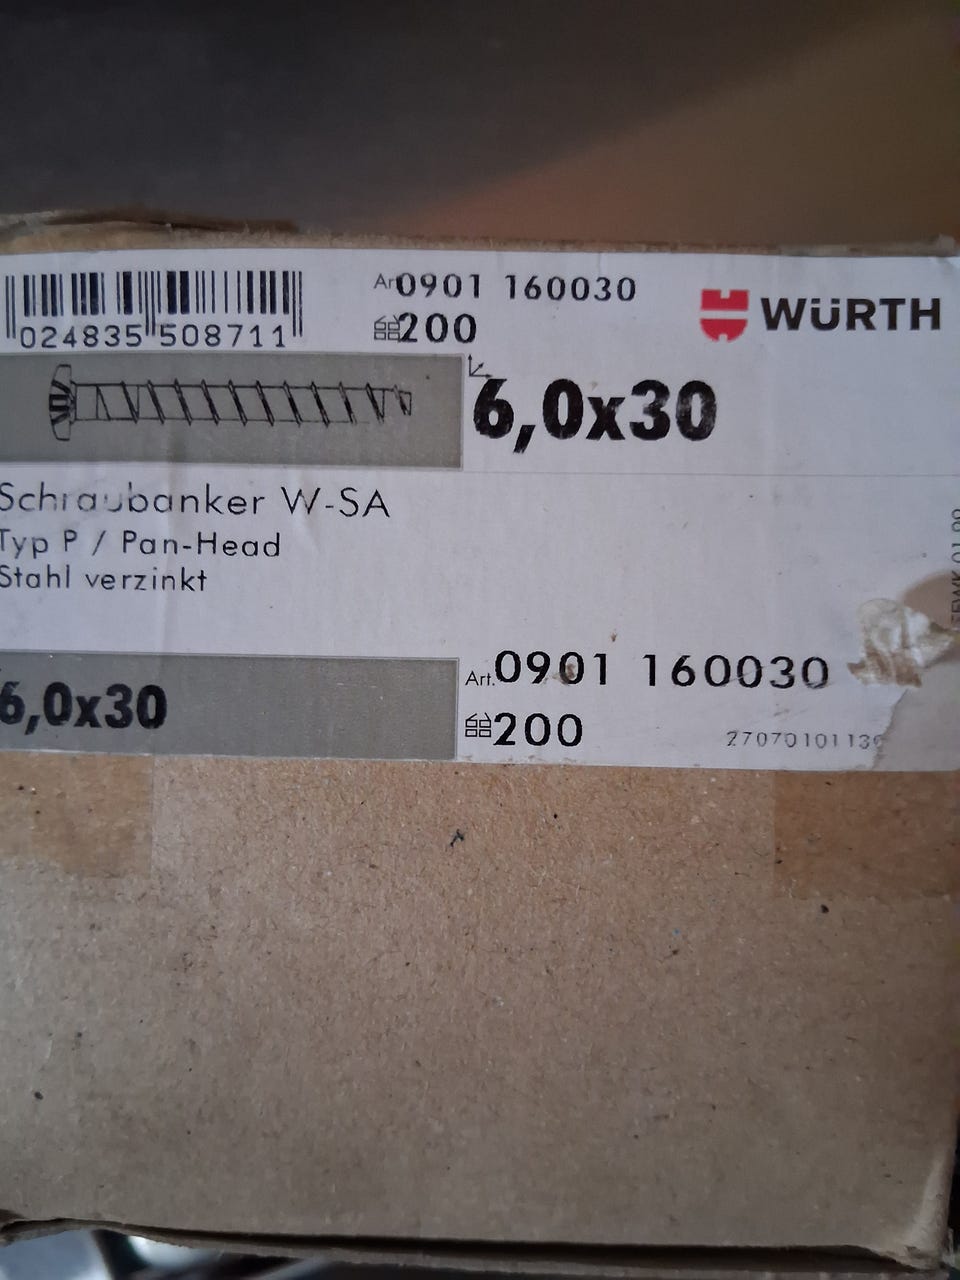 Art. 0901 160030
200
WÜRTH
024835 508711
6,0x30
Schraubanker W-SA
Typ P / Pan-Head
Stahl verzinkt
6,0x30
Art. 0901 160030
200